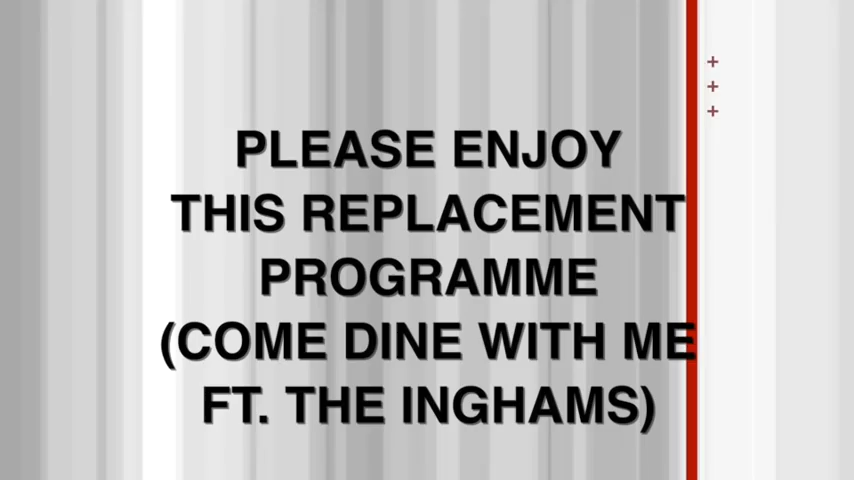 PLEASE ENJOY
THIS REPLACEMENT
PROGRAMME
(COME DINE WITH ME
FT. THE INGHAMS)